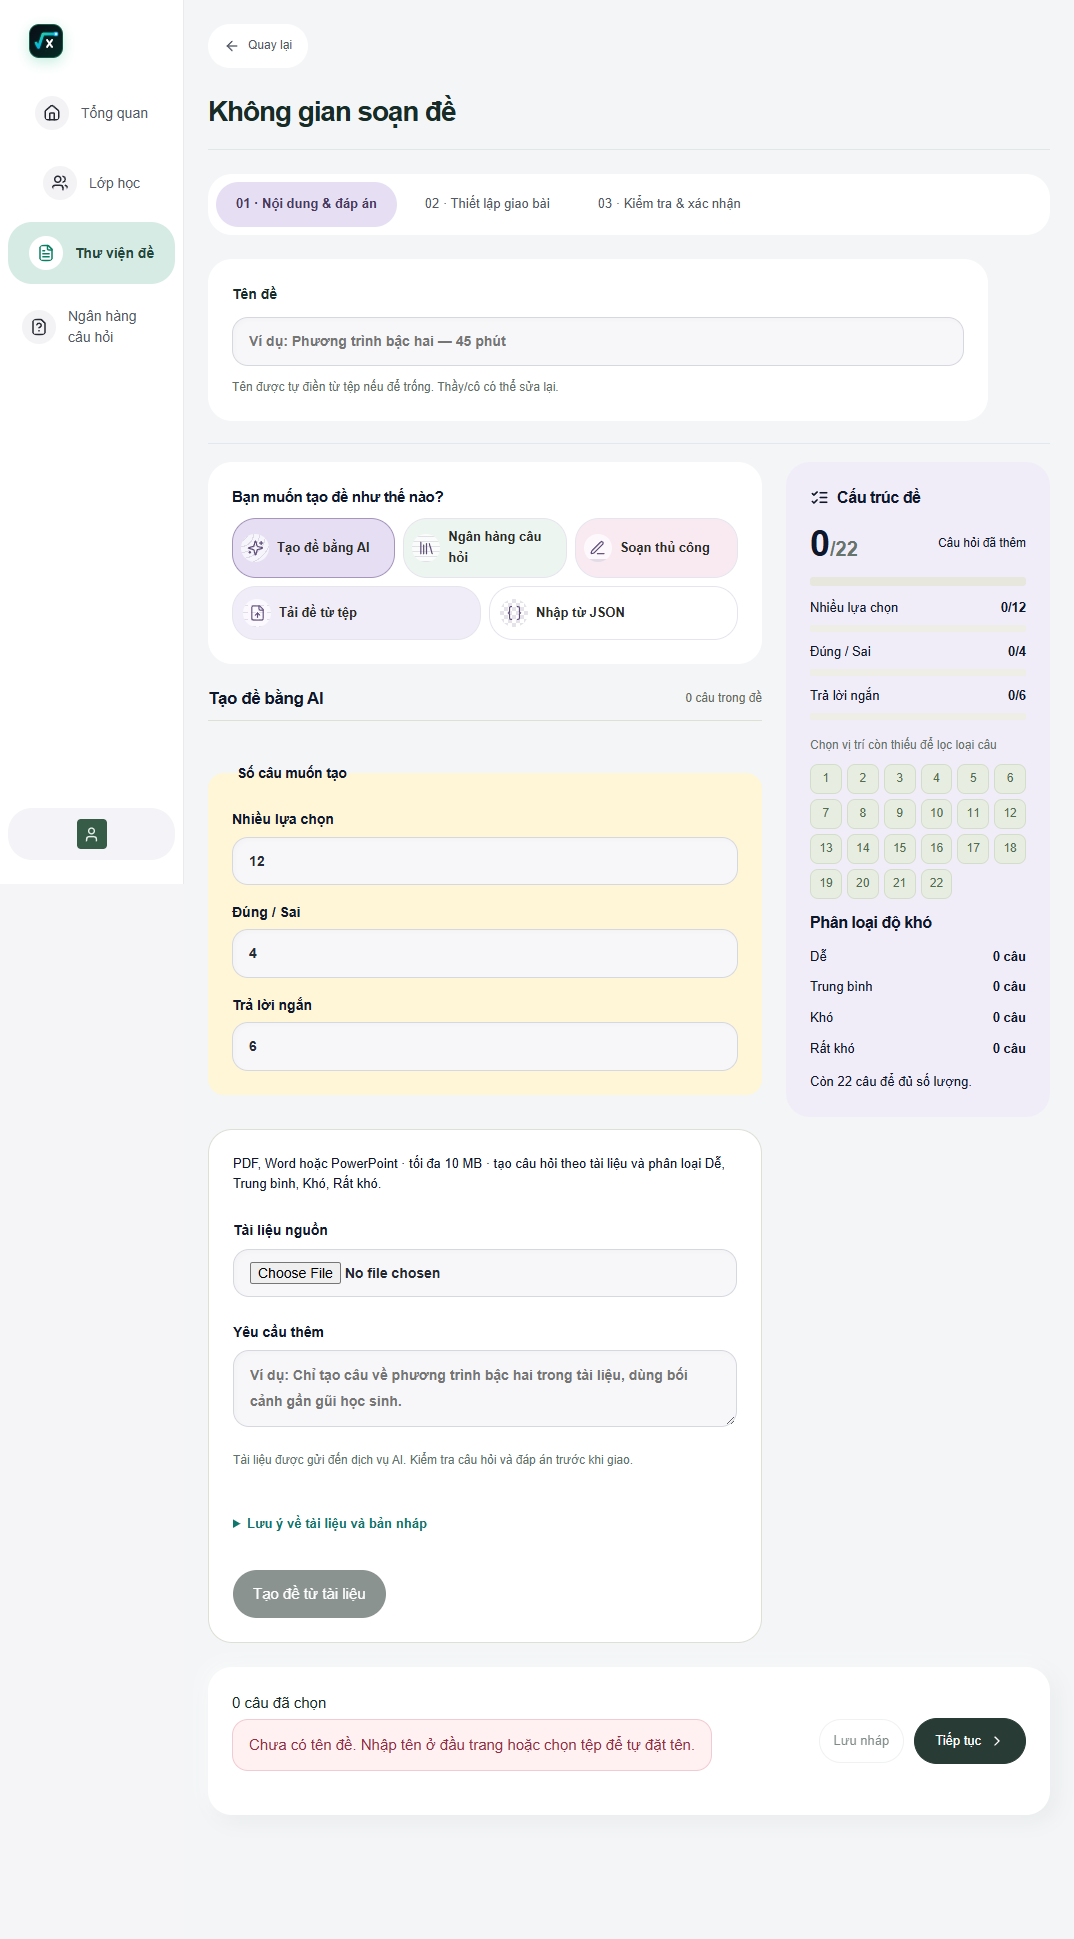 √x
Tổng quan
Lớp học
Thư viện đề
Ngân hàng
câu hỏi
Quay lại
Không gian soạn đề
01 · Nội dung & đáp án
02 · Thiết lập giao bài
03 · Kiểm tra & xác nhận
Tên đề
Ví dụ: Phương trình bậc hai — 45 phút
Tên được tự điền từ tệp nếu để trống. Thầy/cô có thể sửa lại.
Bạn muốn tạo đề như thế nào?
Tạo đề bằng AI
Ngân hàng câu
hỏi
Soạn thủ công
Tải đề từ tệp
Nhập từ JSON
Tạo đề bằng AI
0 câu trong đề
Số câu muốn tạo
Nhiều lựa chọn
12
Đúng / Sai
4
Trả lời ngắn
6
Cấu trúc đề
0/22
Câu hỏi đã thêm
Nhiều lựa chọn 0/12
Đúng / Sai 0/4
Trả lời ngắn 0/6
Chọn vị trí còn thiếu để lọc loại câu
1 2 3 4 5 6
7 8 9 10 11 12
13 14 15 16 17 18
19 20 21 22
Phân loại độ khó
Dễ 0 câu
Trung bình 0 câu
Khó 0 câu
Rất khó 0 câu
Còn 22 câu để đủ số lượng.
PDF, Word hoặc PowerPoint · tối đa 10 MB · tạo câu hỏi theo tài liệu và phân loại Dễ,
Trung bình, Khó, Rất khó.
Tài liệu nguồn
Choose File No file chosen
Yêu cầu thêm
Ví dụ: Chỉ tạo câu về phương trình bậc hai trong tài liệu, dùng bối
cảnh gần gũi học sinh.
Tài liệu được gửi đến dịch vụ AI. Kiểm tra câu hỏi và đáp án trước khi giao.
Lưu ý về tài liệu và bản nháp
Tạo đề từ tài liệu
0 câu đã chọn
Chưa có tên đề. Nhập tên ở đầu trang hoặc chọn tệp để tự đặt tên.
Lưu nháp
Tiếp tục